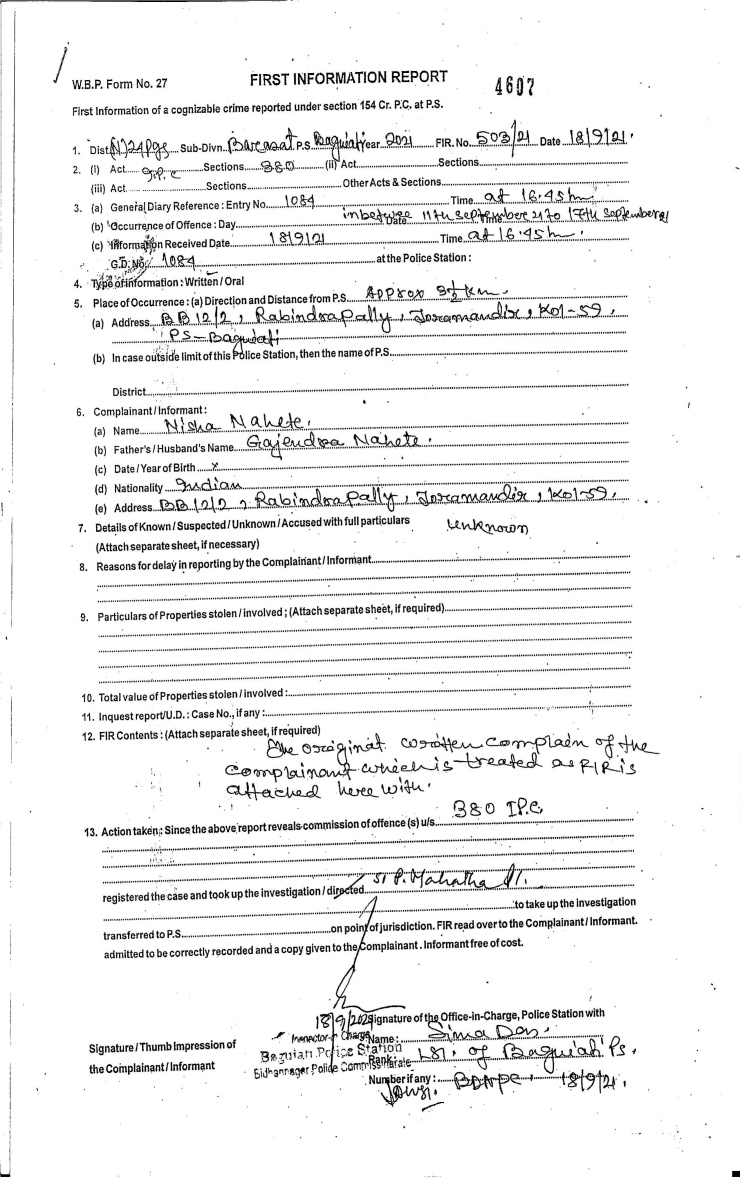 W.B.P. Form No. 27 FIRST INFORMATION REPORT 4607
First Information of a cognizable crime reported under section 154 Cr. P.C. at P.S.
1. Dist. (N) 24 Pgs Sub-Divn. Barasat P.S. Baguiati Year 2021 FIR. No. 503/21 Date 18/9/21.
2. (i) Act I.P.C Sections 380 (ii) Act Sections
(iii) Act Sections Other Acts & Sections
3. (a) General Diary Reference : Entry No. 1084 Time at 16.45 hr
(b) Occurrence of Offence : Day Date Time 11th September 21 to 17th September 21
(c) Information Received Date 18/9/21 Time at 16.45 hr.
G.D. No. 1084 at the Police Station :
4. Type of information : Written / Oral
5. Place of Occurrence : (a) Direction and Distance from P.S. Approx 3½ Km.
(a) Address BB 12/2, Rabindrapally, Joramandir, Kol-59,
PS - Baguiati
(b) In case outside limit of this Police Station, then the name of P.S.
District
6. Complainant / Informant :
(a) Name Nisha Nahete.
(b) Father's / Husband's Name Gajendra Nahete.
(c) Date / Year of Birth x
(d) Nationality Indian
(e) Address BB 12/2, Rabindrapally, Joramandir, Kol-59.
7. Details of Known / Suspected / Unknown / Accused with full particulars Unknown
(Attach separate sheet, if necessary)
8. Reasons for delay in reporting by the Complainant / Informant
9. Particulars of Properties stolen / involved ; (Attach separate sheet, if required)
10. Total value of Properties stolen / involved :
11. Inquest report/U.D. : Case No., if any :
12. FIR Contents : (Attach separate sheet, if required)
The original written complain of the
complainant which is treated as FIR is
attached here with.
13. Action taken : Since the above report reveals commission of offence (s) u/s 380 IPC.
registered the case and took up the investigation / directed SI P. Mahatha
to take up the investigation
transferred to P.S. on point of jurisdiction. FIR read over to the Complainant / Informant.
admitted to be correctly recorded and a copy given to the Complainant. Informant free of cost.
18/9/2021 Signature of the Office-in-Charge, Police Station with
Inspector-in Charge Name : Sima Das.
Signature / Thumb Impression of
Baguiati Police Station Rank : of Baguiati Ps.
the Complainant / Informant
Bidhannagar Police Commissionerate
Number if any : BDNPC 18/9/21.